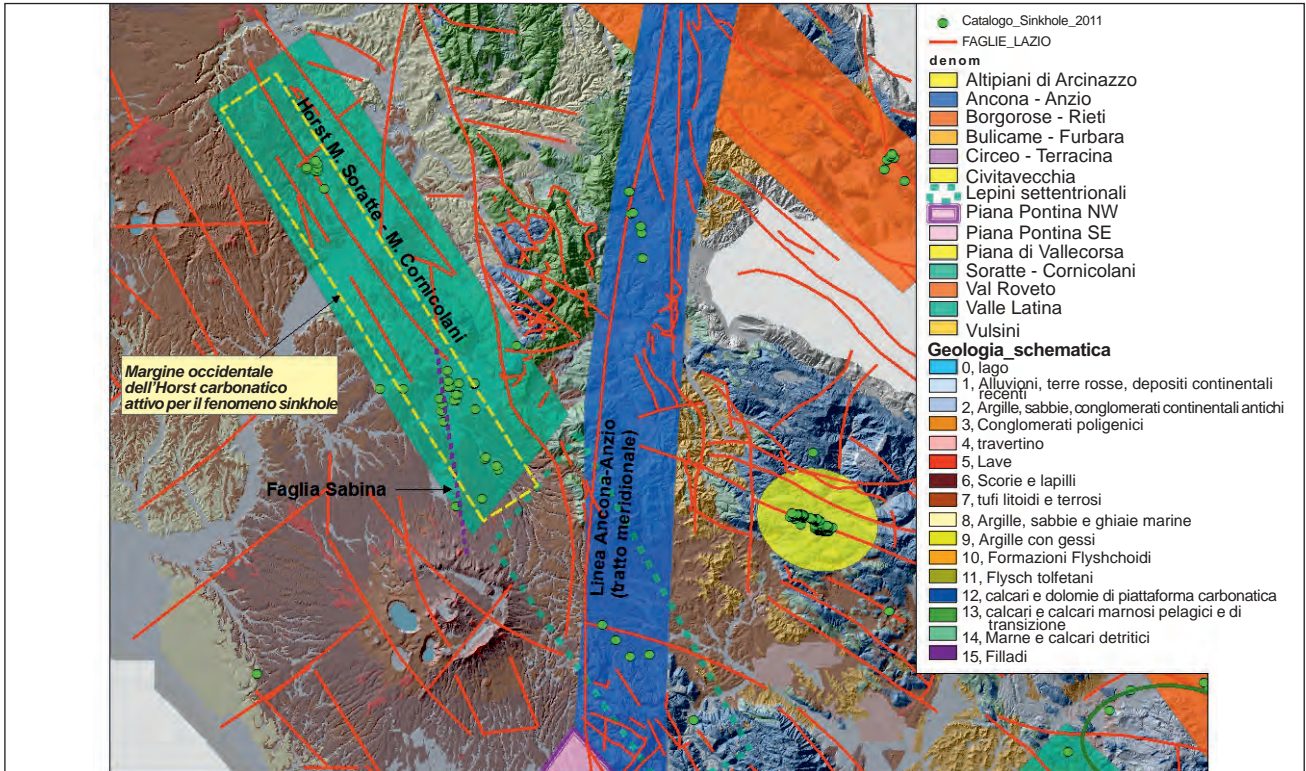 Horst M. Soratte - M. Cornicolani
Margine occidentale
dell'Horst carbonatico
attivo per il fenomeno sinkhole
Faglia Sabina
Linea Ancona-Anzio
(tratto meridionale)
Catalogo_Sinkhole_2011
FAGLIE_LAZIO
denom
Altipiani di Arcinazzo
Ancona - Anzio
Borgorose - Rieti
Bulicame - Furbara
Circeo - Terracina
Civitavecchia
Lepini settentrionali
Piana Pontina NW
Piana Pontina SE
Piana di Vallecorsa
Soratte - Cornicolani
Val Roveto
Valle Latina
Vulsini
Geologia_schematica
0, lago
1, Alluvioni, terre rosse, depositi continentali
recenti
2, Argille, sabbie, conglomerati continentali antichi
3, Conglomerati poligenici
4, travertino
5, Lave
6, Scorie e lapilli
7, tufi litoidi e terrosi
8, Argille, sabbie e ghiaie marine
9, Argille con gessi
10, Formazioni Flyshchoidi
11, Flysch tolfetani
12, calcari e dolomie di piattaforma carbonatica
13, calcari e calcari marnosi pelagici e di
transizione
14, Marne e calcari detritici
15, Filladi